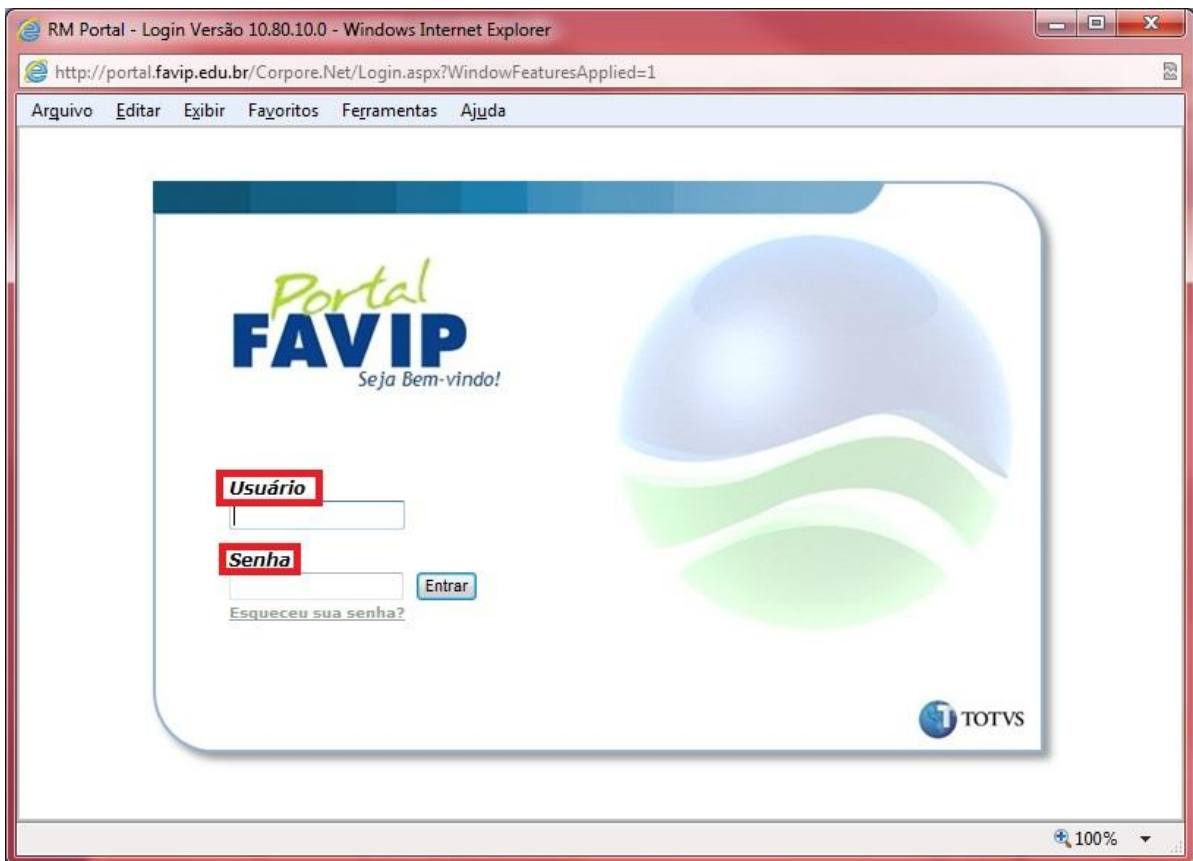 RM Portal - Login Versão 10.80.10.0 - Windows Internet Explorer
http://portal.favip.edu.br/Corpore.Net/Login.aspx?WindowFeaturesApplied=1
Arquivo Editar Exibir Favoritos Ferramentas Ajuda
Portal
FAVIP
Seja Bem-vindo!
Usuário
Senha
Entrar
Esqueceu sua senha?
TOTVS
100%